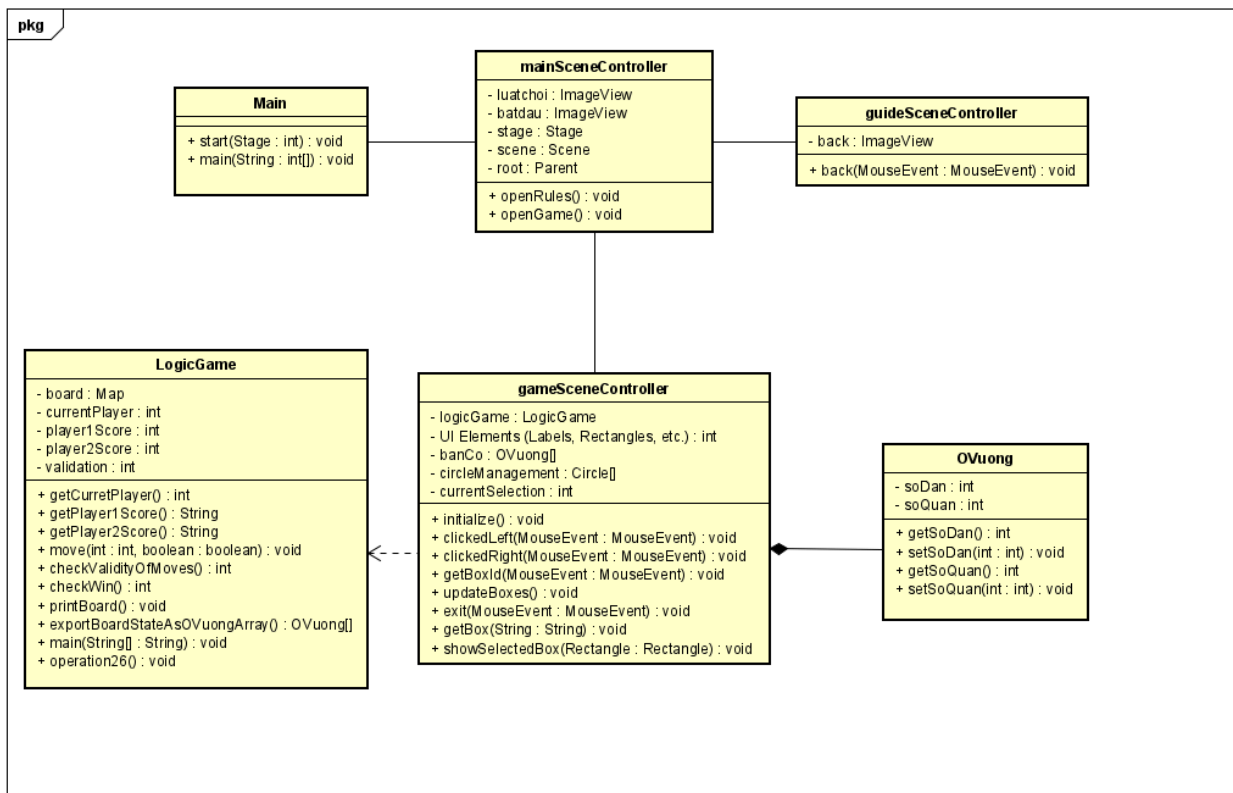 pkg
mainSceneController
- luatchoi : ImageView
- batdau : ImageView
- stage : Stage
- scene : Scene
- root : Parent
+ openRules() : void
+ openGame() : void
Main
+ start(Stage : int) : void
+ main(String : int[]) : void
guideSceneController
- back : ImageView
+ back(MouseEvent : MouseEvent) : void
LogicGame
- board : Map
- currentPlayer : int
- player1Score : int
- player2Score : int
- validation : int
+ getCurretPlayer() : int
+ getPlayer1Score() : String
+ getPlayer2Score() : String
+ move(int : int, boolean : boolean) : void
+ checkValidityOfMoves() : int
+ checkWin() : int
+ printBoard() : void
+ exportBoardStateAsOVuongArray() : OVuong[]
+ main(String[] : String) : void
+ operation26() : void
gameSceneController
- logicGame : LogicGame
- UI Elements (Labels, Rectangles, etc.) : int
- banCo : OVuong[]
- circleManagement : Circle[]
- currentSelection : int
+ initialize() : void
+ clickedLeft(MouseEvent : MouseEvent) : void
+ clickedRight(MouseEvent : MouseEvent) : void
+ getBoxId(MouseEvent : MouseEvent) : void
+ updateBoxes() : void
+ exit(MouseEvent : MouseEvent) : void
+ getBox(String : String) : void
+ showSelectedBox(Rectangle : Rectangle) : void
OVuong
- soDan : int
- soQuan : int
+ getSoDan() : int
+ setSoDan(int : int) : void
+ getSoQuan() : int
+ setSoQuan(int : int) : void